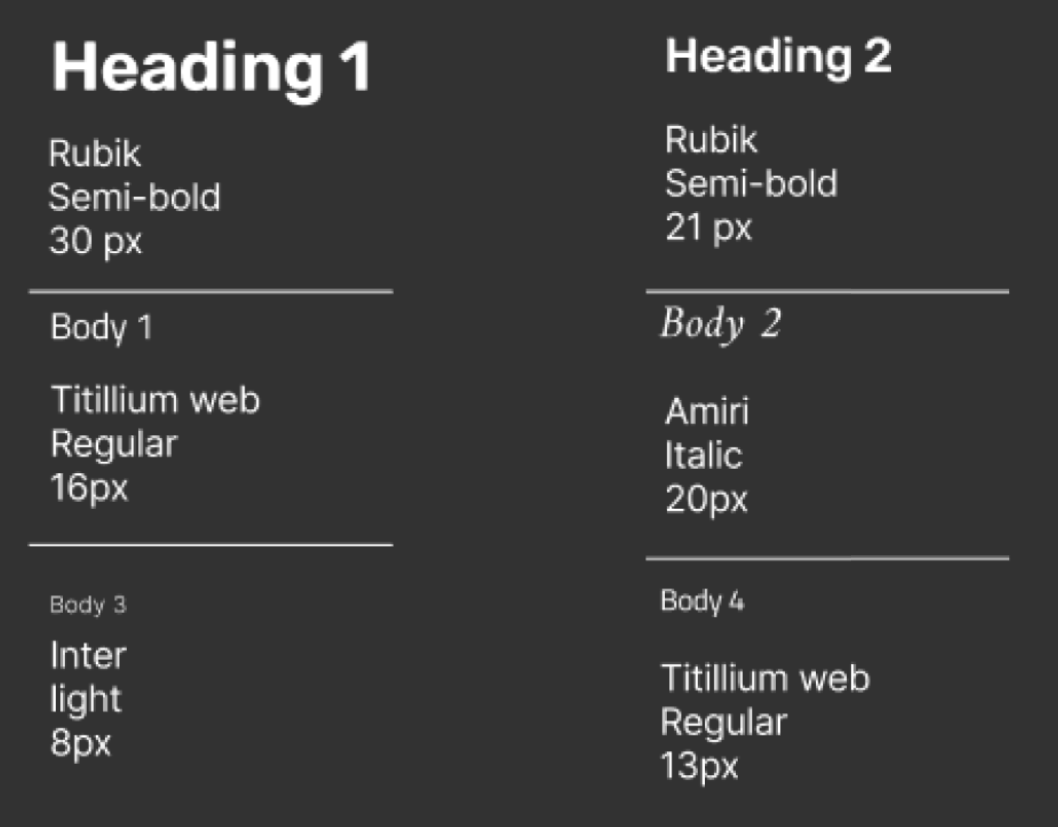 Heading 1
Rubik
Semi-bold
30 px
Body 1
Titillium web
Regular
16px
Body 3
Inter
light
8px
Heading 2
Rubik
Semi-bold
21 px
Body 2
Amiri
Italic
20px
Body 4
Titillium web
Regular
13px